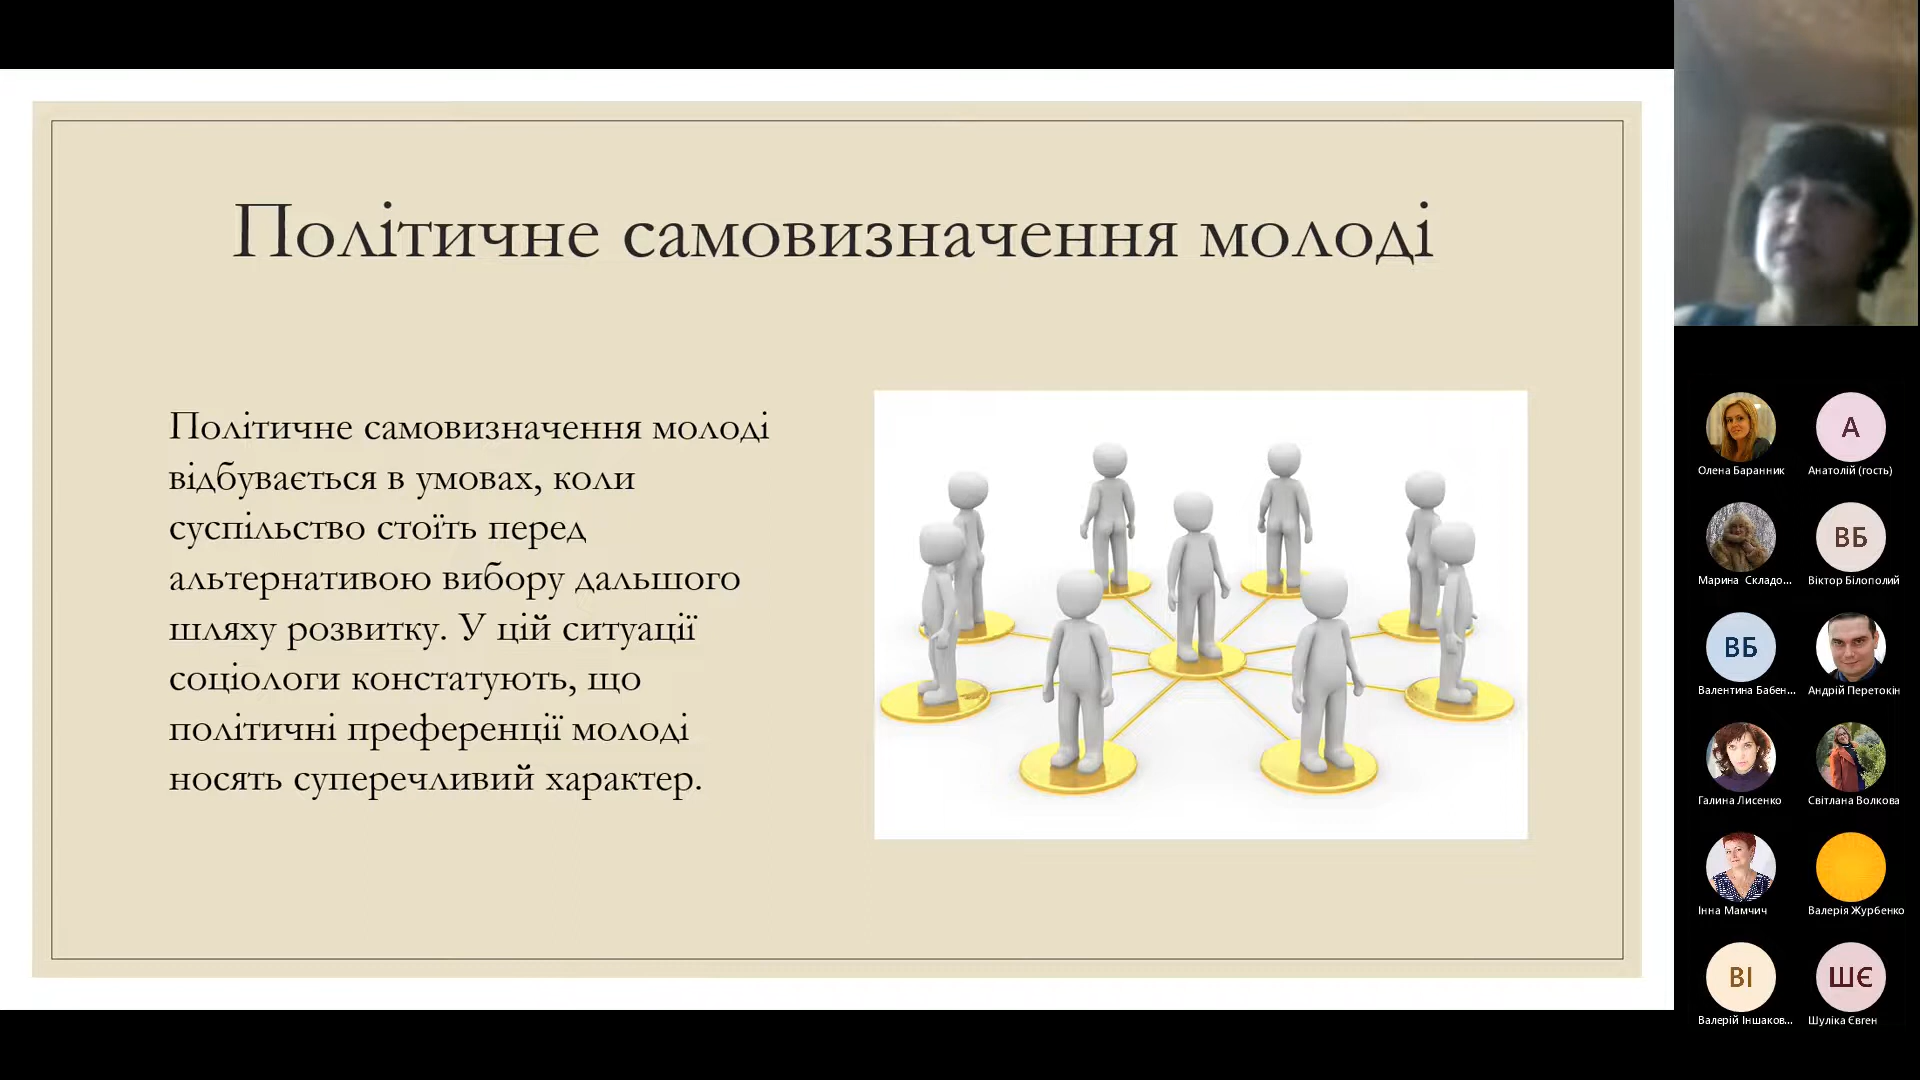 Політичне самовизначення молоді
Політичне самовизначення молоді
відбувається в умовах, коли
суспільство стоїть перед
альтернативою вибору дальшого
шляху розвитку. У цій ситуації
соціологи констатують, що
політичні преференції молоді
носять суперечливий характер.
Олена Баранник
А
Анатолій (гость)
Марина Складо...
ВБ
Віктор Білополий
ВБ
Валентина Бабен...
Андрій Перетокін
Галина Лисенко
Світлана Волкова
Інна Мамчич
Валерія Журбенко
ВІ
Валерій Іншаков...
ШЄ
Шуліка Євген